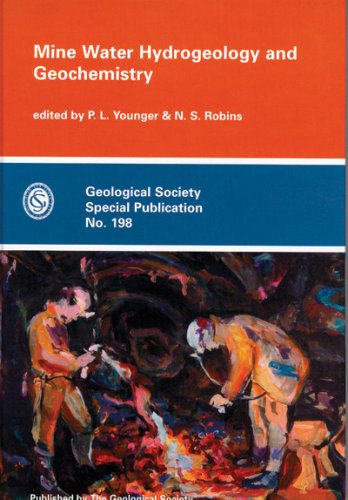 Mine Water Hydrogeology and
Geochemistry
edited by P. L. Younger & N. S. Robins
Geological Society
Special Publication
No. 198
Published by The Geological Society